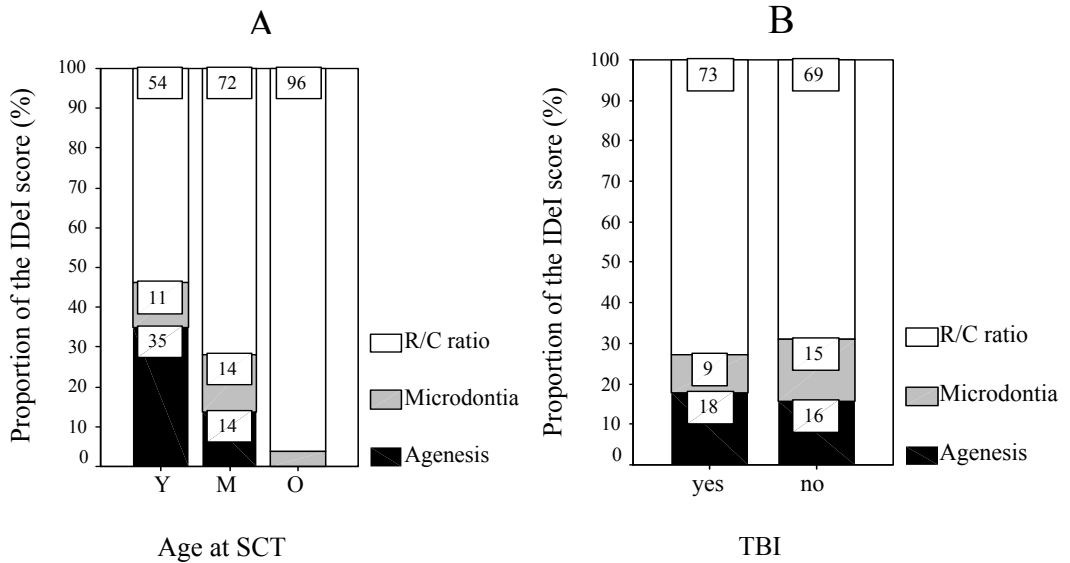 A
Proportion of the IDeI score (%)
100
90
80
70
60
50
40
30
20
10
0
54
72
96
11
35
14
14
Y M O
Age at SCT
R/C ratio
Microdontia
Agenesis
B
Proportion of the IDeI score (%)
100
90
80
70
60
50
40
30
20
10
0
73
69
9
15
18
16
yes no
TBI
R/C ratio
Microdontia
Agenesis